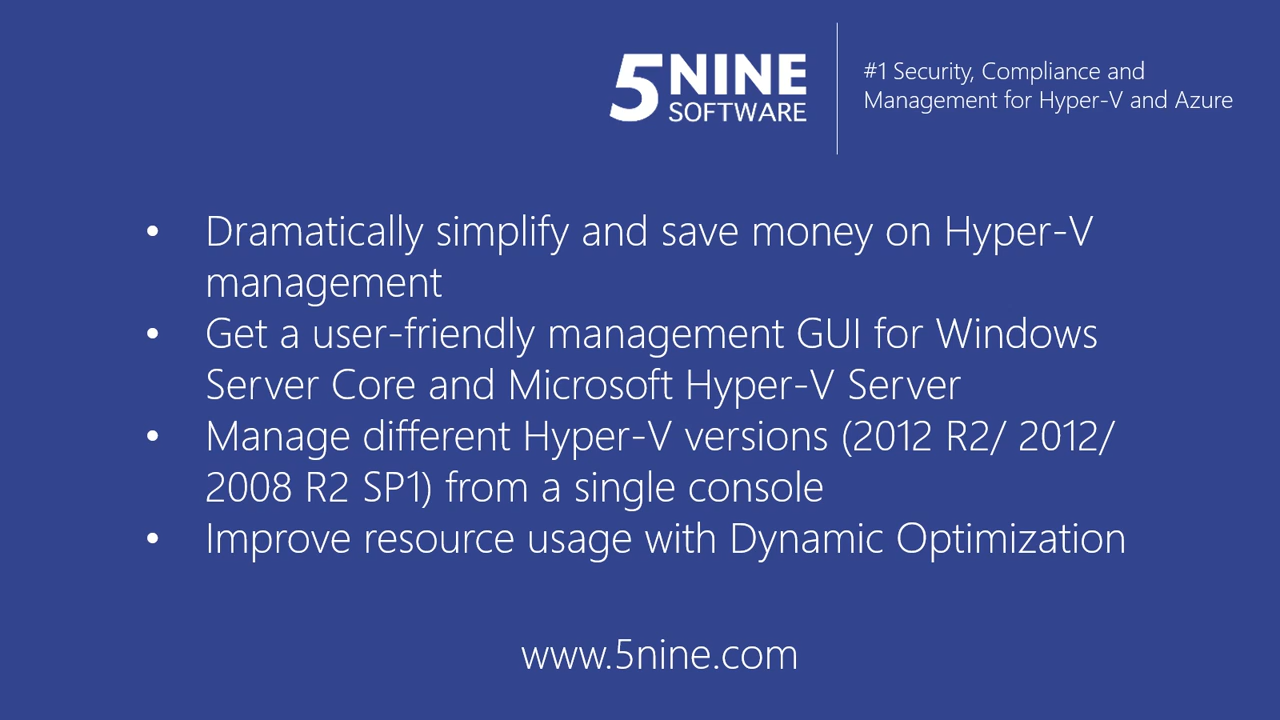 5NINE
SOFTWARE
#1 Security, Compliance and
Management for Hyper-V and Azure
• Dramatically simplify and save money on Hyper-V
management
• Get a user-friendly management GUI for Windows
Server Core and Microsoft Hyper-V Server
• Manage different Hyper-V versions (2012 R2/ 2012/
2008 R2 SP1) from a single console
• Improve resource usage with Dynamic Optimization
www.5nine.com